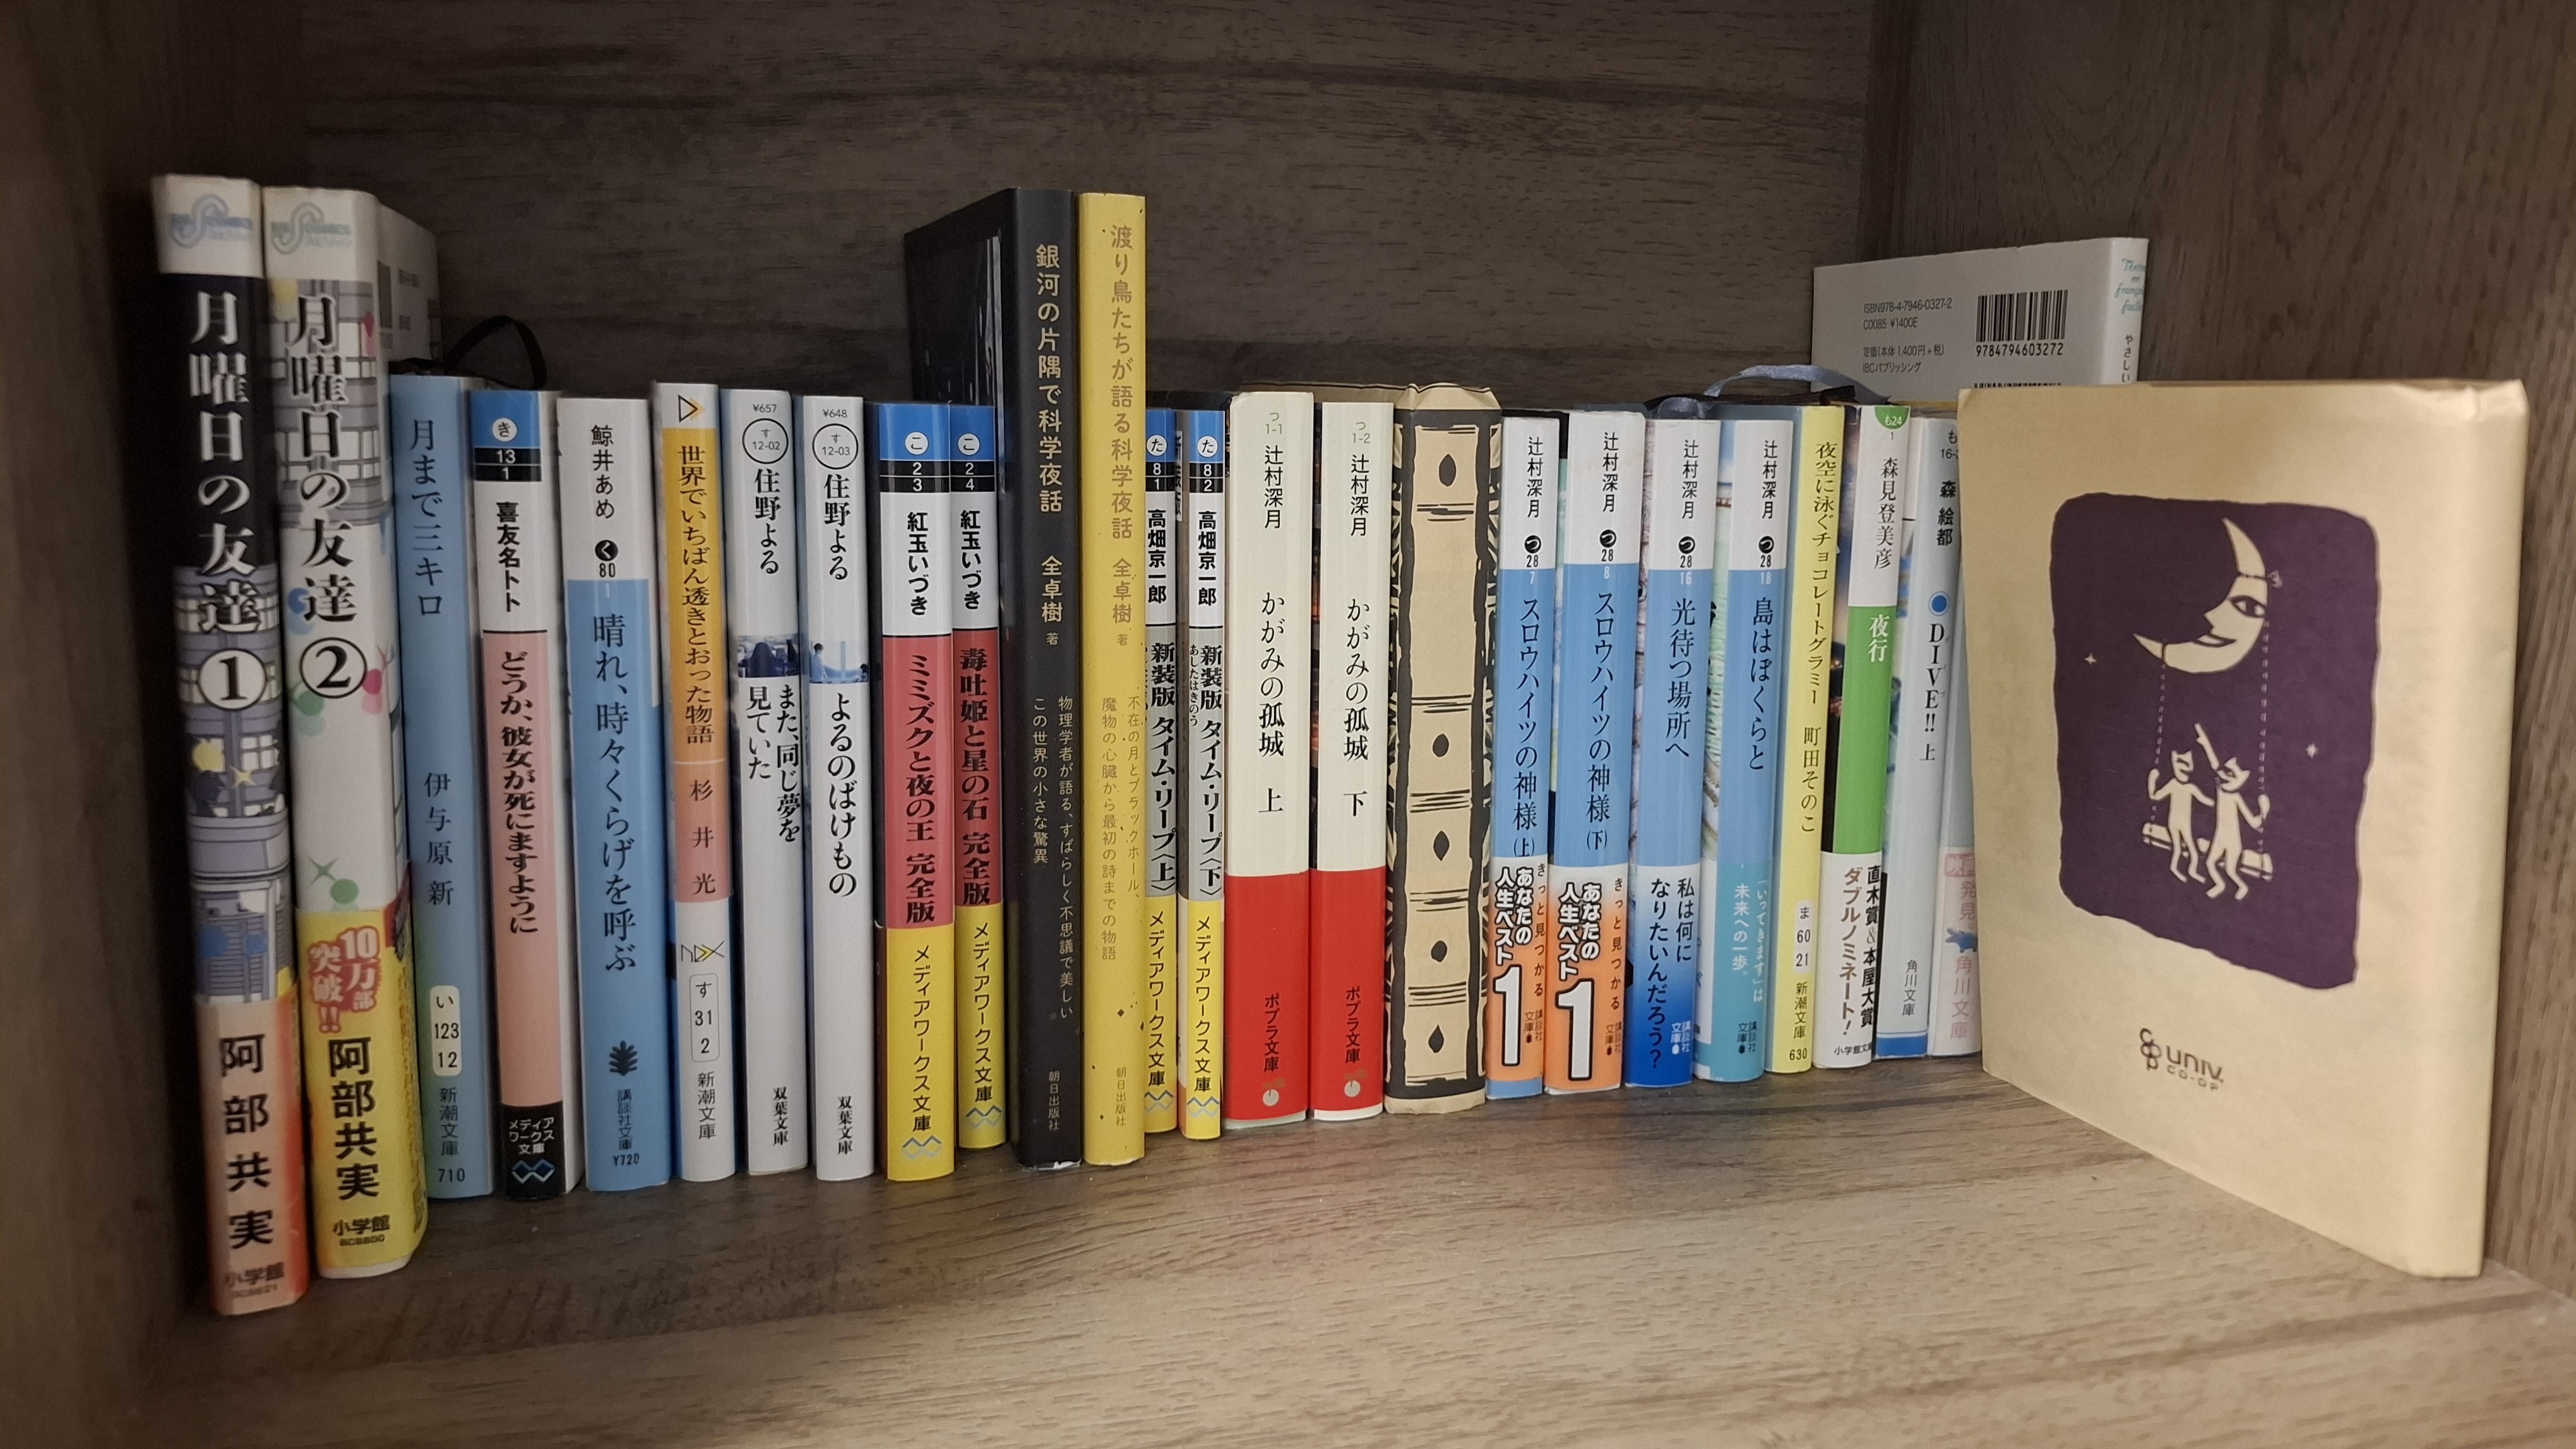 月曜日の友達 1
阿部共実
小学館
月曜日の友達 2
10万部
突破!!
阿部共実
小学館
月まで三キロ
伊与原 新
い
123
12
新潮文庫
710
き
13
1
喜友名トト
どうか、彼女が死にますように
メディア
ワークス
文庫
鯨井あめ
く
80
1
晴れ、時々くらげを呼ぶ
講談社文庫
¥720
世界でいちばん透きとおった物語
杉井光
nex
す
31
2
新潮文庫
¥657
す
12-02
住野よる
また、同じ夢を
見ていた
双葉文庫
¥648
す
12-03
住野よる
よるのばけもの
双葉文庫
こ
2
3
紅玉いづき
ミミズクと夜の王 完全版
メディアワークス文庫
こ
2
4
紅玉いづき
毒吐姫と星の石 完全版
メディアワークス文庫
銀河の片隅で科学夜話
全卓樹 著
物理学者が語る、すばらしく不思議で美しい
この世界の小さな驚異
朝日出版社
渡り鳥たちが語る科学夜話
全卓樹 著
不在の月とブラックホール、
魔物の心臓から最初の詩までの物語
朝日出版社
た
8
1
高畑京一郎
新装版 タイム・リープ〈上〉
メディアワークス文庫
た
8
2
高畑京一郎
新装版 タイム・リープ〈下〉
あしたはきのう
メディアワークス文庫
つ
1-1
辻村深月
かがみの孤城 上
ポプラ文庫
つ
1-2
辻村深月
かがみの孤城 下
ポプラ文庫
辻村深月
つ
28
7
スロウハイツの神様(上)
きっと見つかる
あなたの
人生ベスト
1
講談社
文庫
辻村深月
つ
28
8
スロウハイツの神様(下)
きっと見つかる
あなたの
人生ベスト
1
講談社
文庫
辻村深月
つ
28
16
光待つ場所へ
私は何に
なりたいんだろう?
講談社
文庫
辻村深月
つ
28
18
島はぼくらと
「いってきます」は
未来への一歩。
講談社
文庫
夜空に泳ぐチョコレートグラミー
町田そのこ
ま
60
21
新潮文庫
630
も24
1
森見登美彦
夜行
直木賞&本屋大賞
ダブルノミネート!
小学館文庫
も
森 絵都
DIVE!! 上
角川文庫
角川文庫
ISBN978-4-7946-0327-2
C0085 ¥1400E
定価(本体1,400円+税)
IBCパブリッシング
9784794603272
やさしい
UNIV.
CO-OP